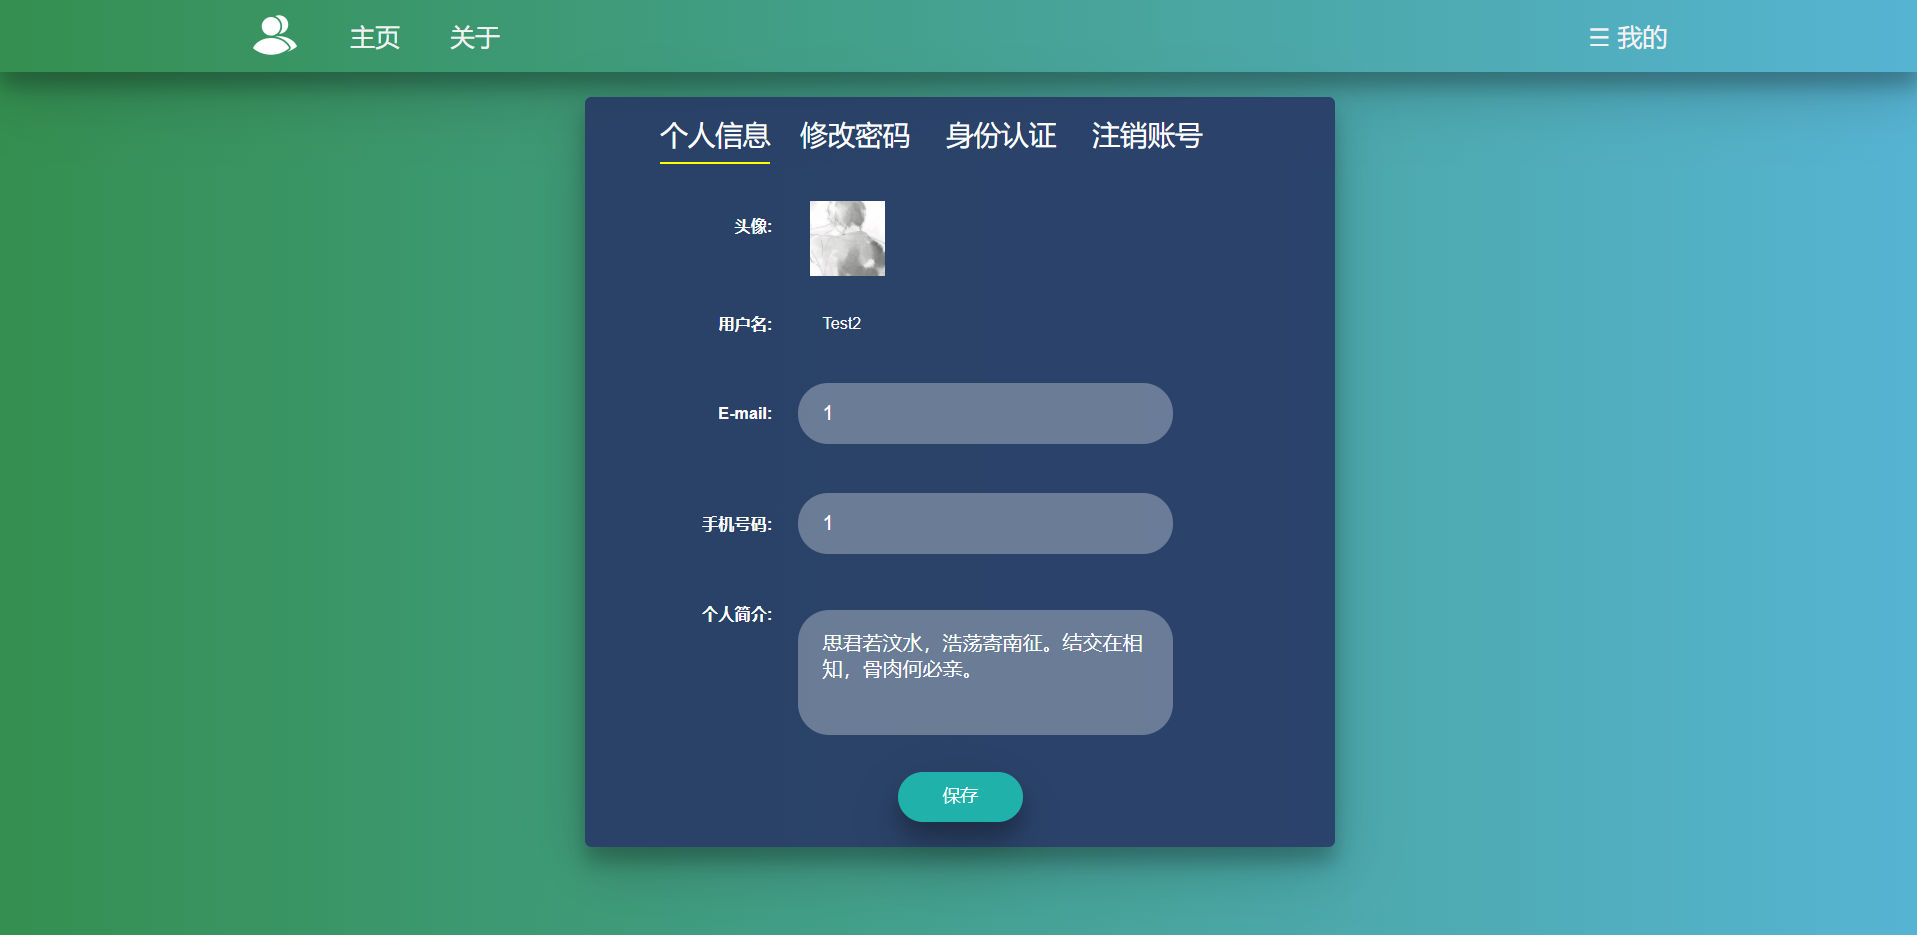 主页 关于 ☰ 我的
个人信息 修改密码 身份认证 注销账号
头像:
用户名: Test2
E-mail: 1
手机号码: 1
个人简介:
思君若汶水，浩荡寄南征。结交在相
知，骨肉何必亲。
保存